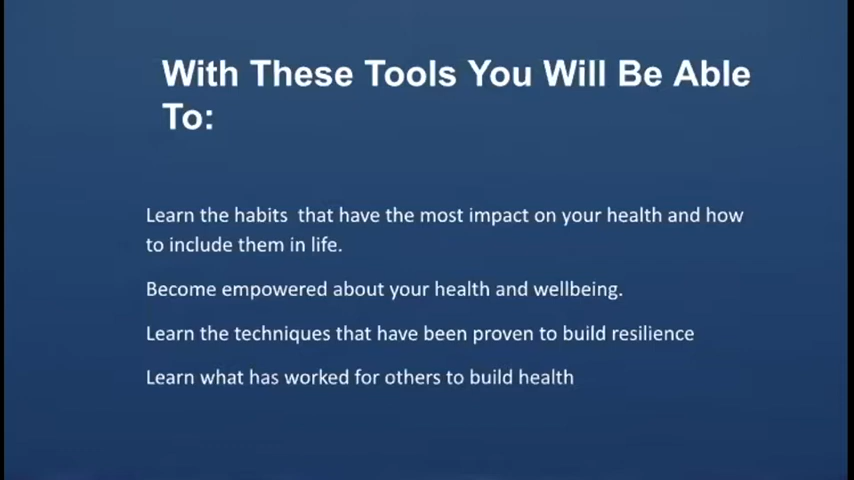 With These Tools You Will Be Able
To:
Learn the habits  that have the most impact on your health and how
to include them in life.
Become empowered about your health and wellbeing.
Learn the techniques that have been proven to build resilience
Learn what has worked for others to build health